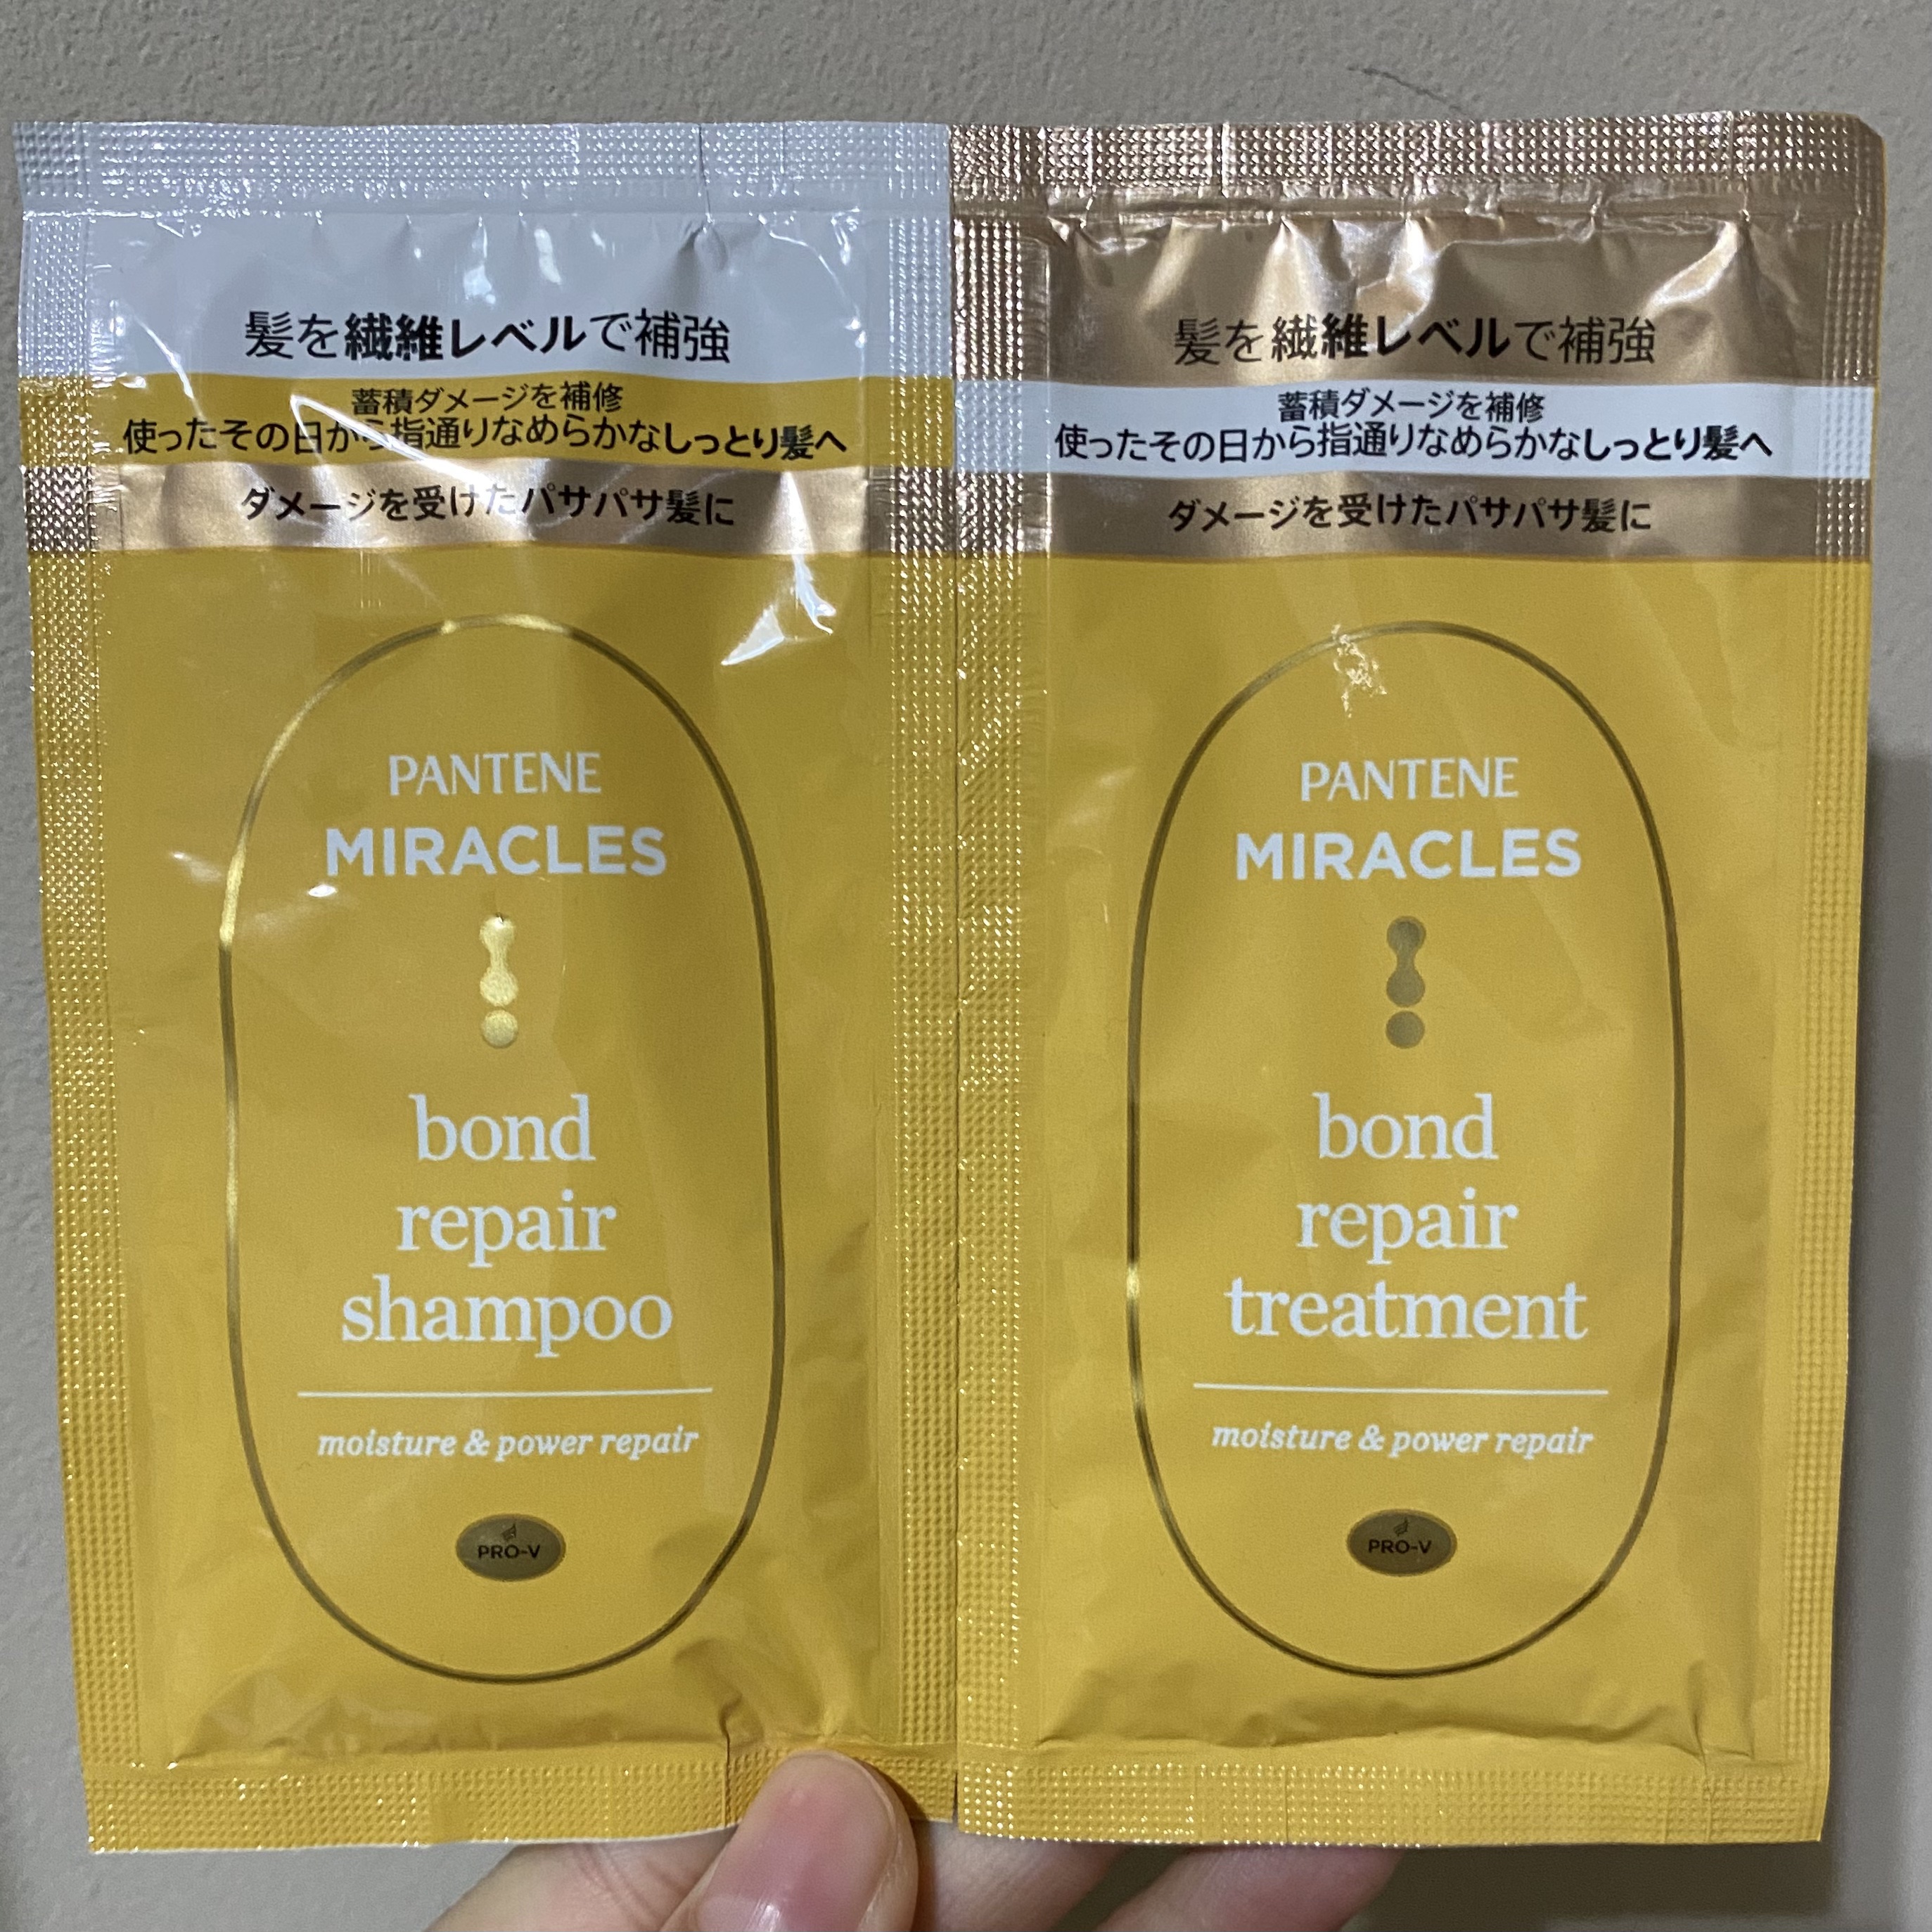 髪を繊維レベルで補強
蓄積ダメージを補修
使ったその日から指通りなめらかなしっとり髪へ
ダメージを受けたパサパサ髪に
PANTENE
MIRACLES
bond
repair
shampoo
moisture & power repair
PRO-V
髪を繊維レベルで補強
蓄積ダメージを補修
使ったその日から指通りなめらかなしっとり髪へ
ダメージを受けたパサパサ髪に
PANTENE
MIRACLES
bond
repair
treatment
moisture & power repair
PRO-V